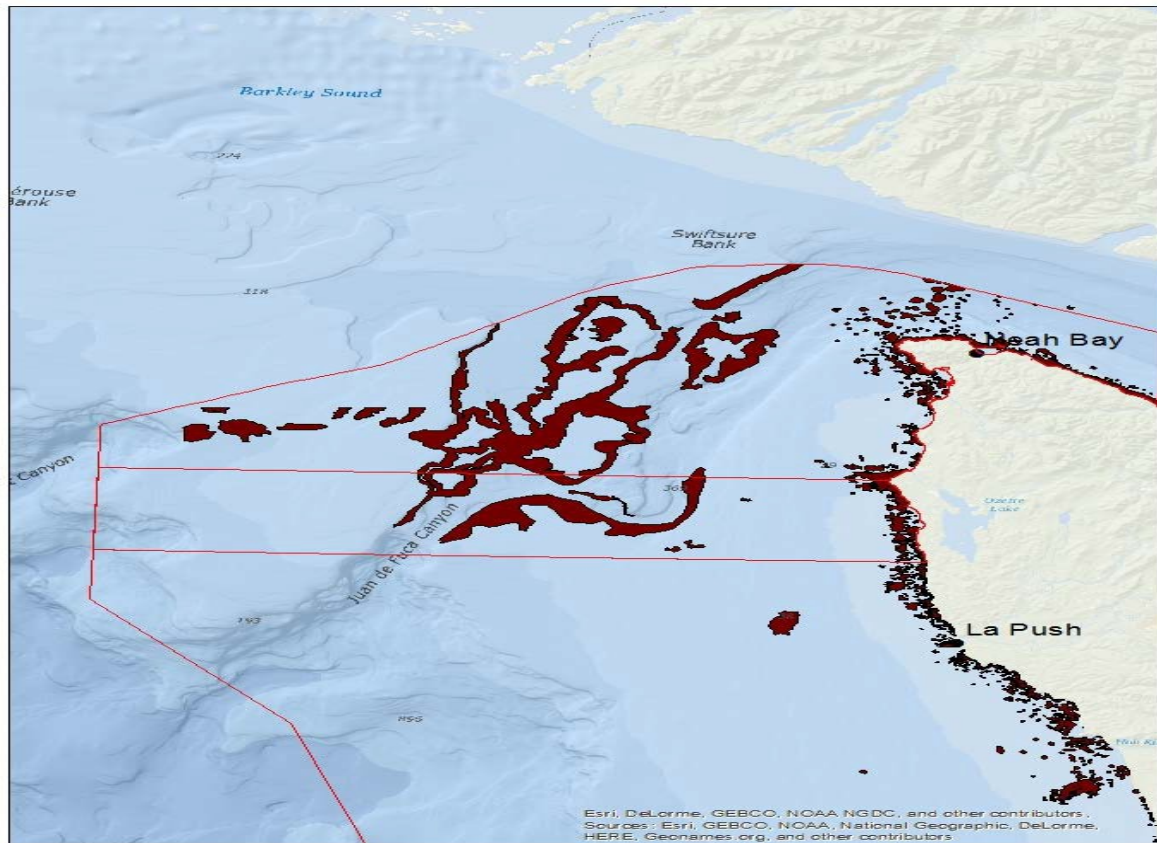 Barkley Sound
224
érouse
Bank
Swiftsure
Bank
318
Neah Bay
Canyon
Juan de Fuca Canyon
Lake
193
La Push
Esri, DeLorme, GEBCO, NOAA NGDC, and other contributors.
Sources: Esri, GEBCO, NOAA, National Geographic, DeLorme,
HERE, Geonames.org, and other contributors